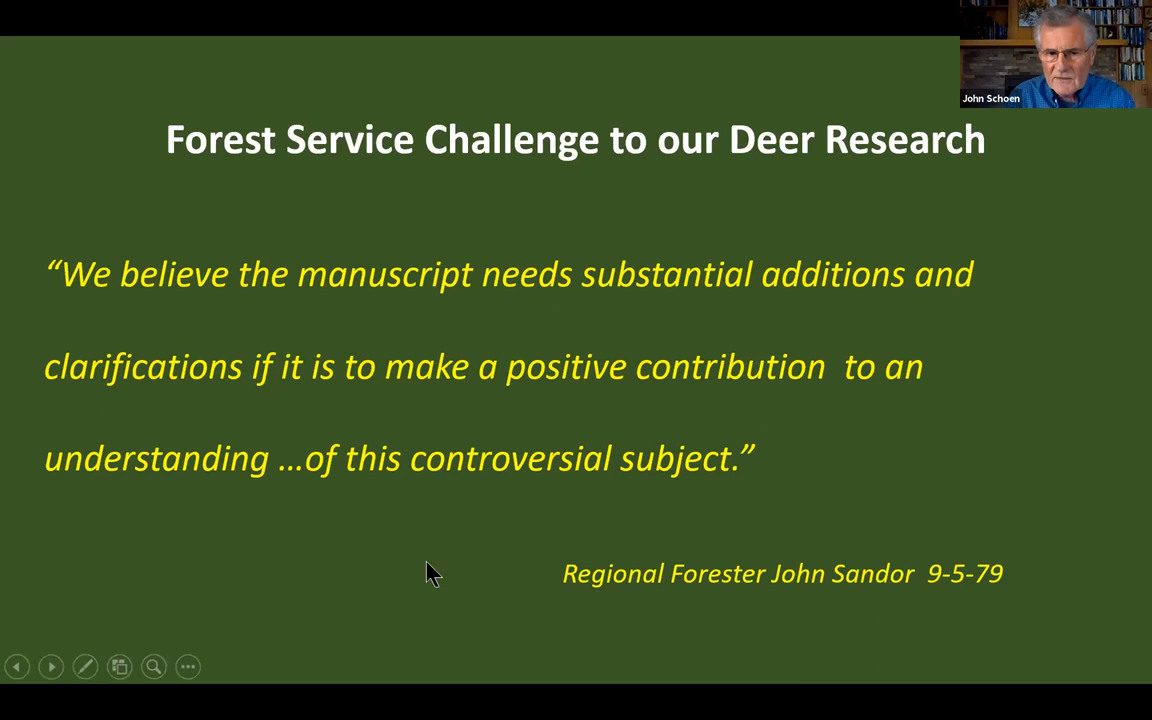 John Schoen
Forest Service Challenge to our Deer Research
“We believe the manuscript needs substantial additions and
clarifications if it is to make a positive contribution  to an
understanding ...of this controversial subject.”
Regional Forester John Sandor  9-5-79